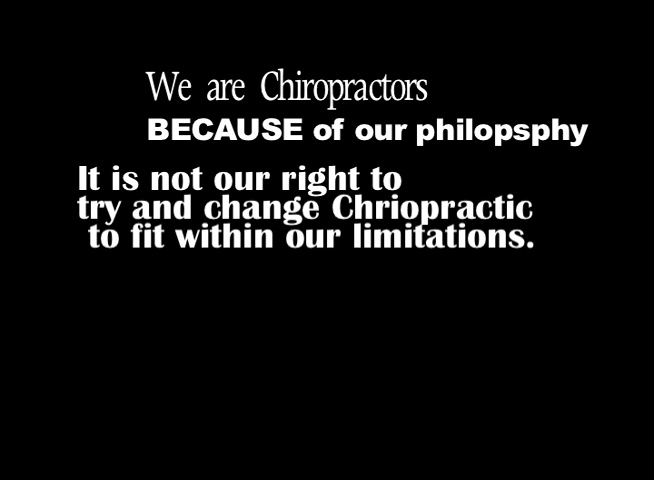 We are Chiropractors
BECAUSE of our philopsphy
It is not our right to
try and change Chriopractic
to fit within our limitations.